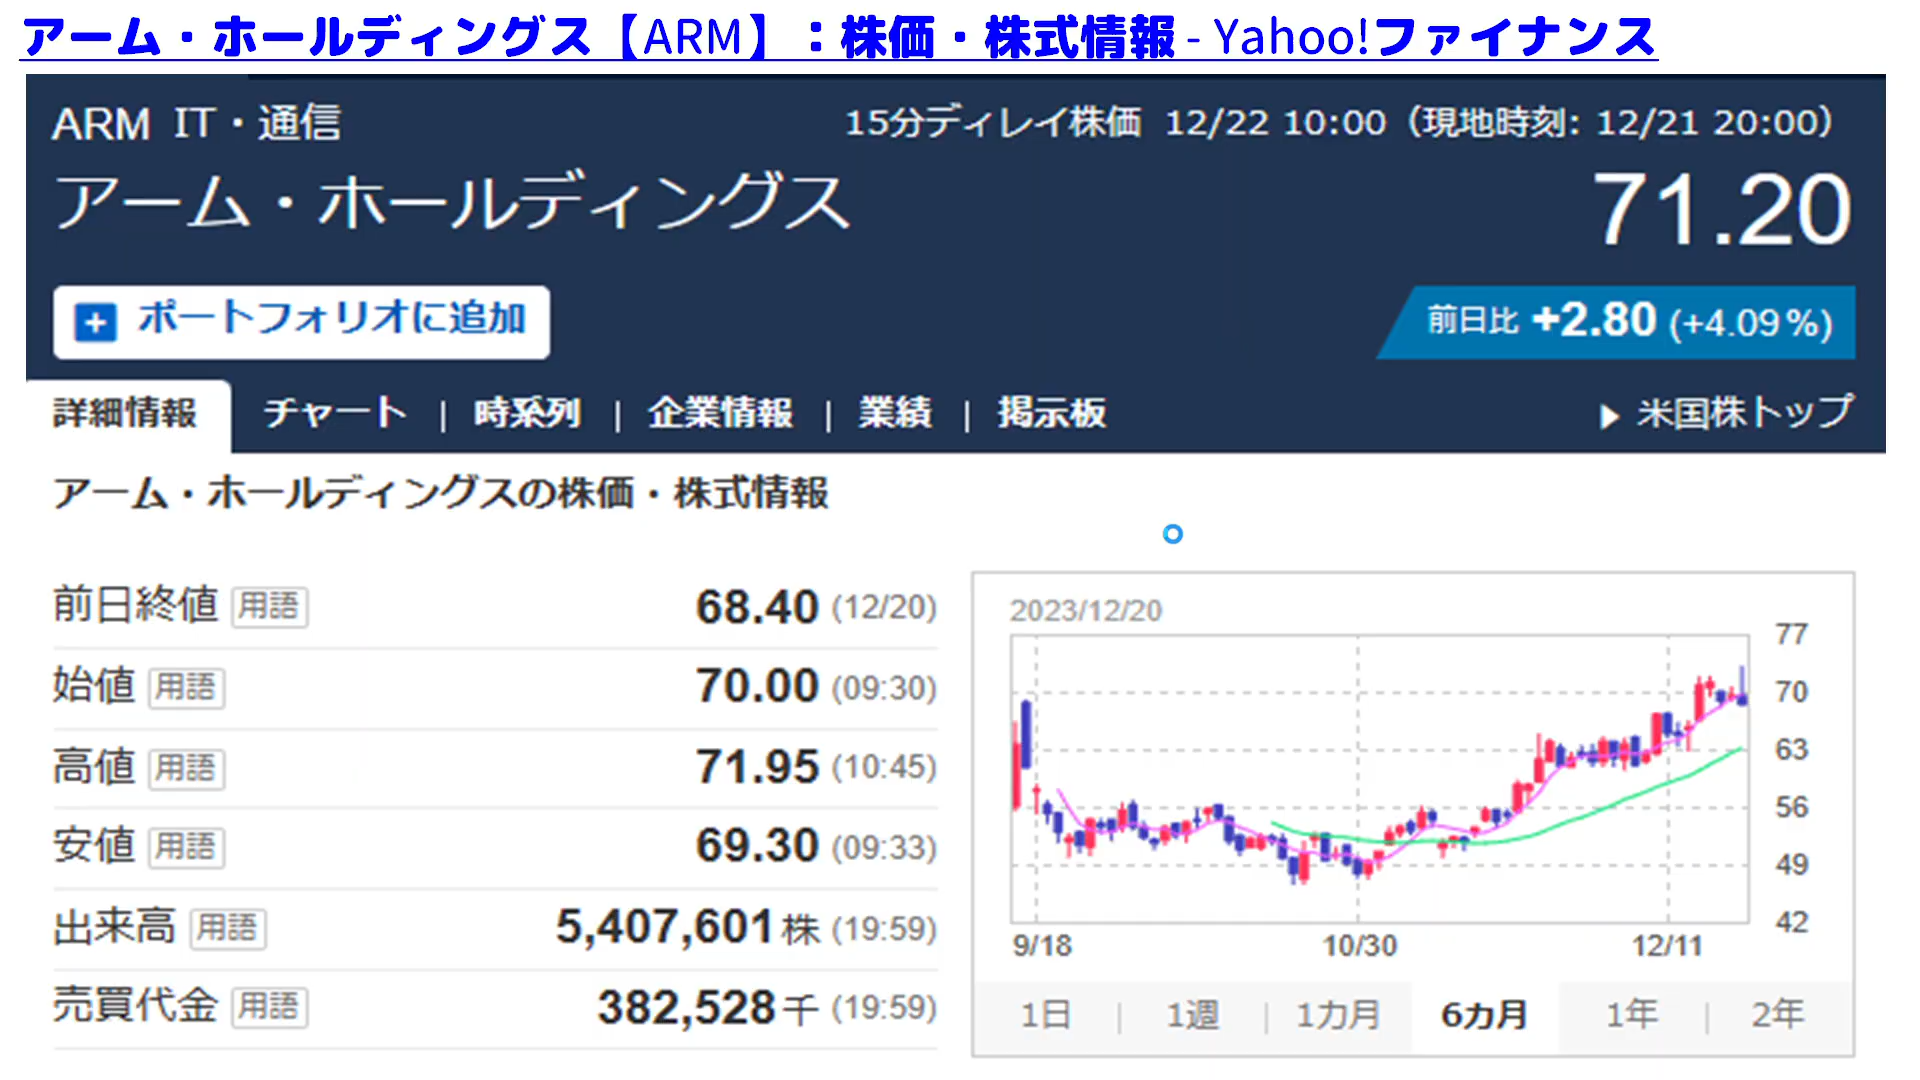 アーム・ホールディングス【ARM】：株価・株式情報 - Yahoo!ファイナンス
ARM IT・通信
15分ディレイ株価 12/22 10:00（現地時刻: 12/21 20:00）
アーム・ホールディングス
71.20
ポートフォリオに追加
前日比 +2.80 (+4.09%)
詳細情報 チャート | 時系列 | 企業情報 | 業績 | 掲示板
米国株トップ
アーム・ホールディングスの株価・株式情報
前日終値 用語 68.40 (12/20)
始値 用語 70.00 (09:30)
高値 用語 71.95 (10:45)
安値 用語 69.30 (09:33)
出来高 用語 5,407,601株 (19:59)
売買代金 用語 382,528千 (19:59)
2023/12/20
77
70
63
56
49
42
9/18 10/30 12/11
1日 | 1週 | 1カ月 6カ月 1年 | 2年